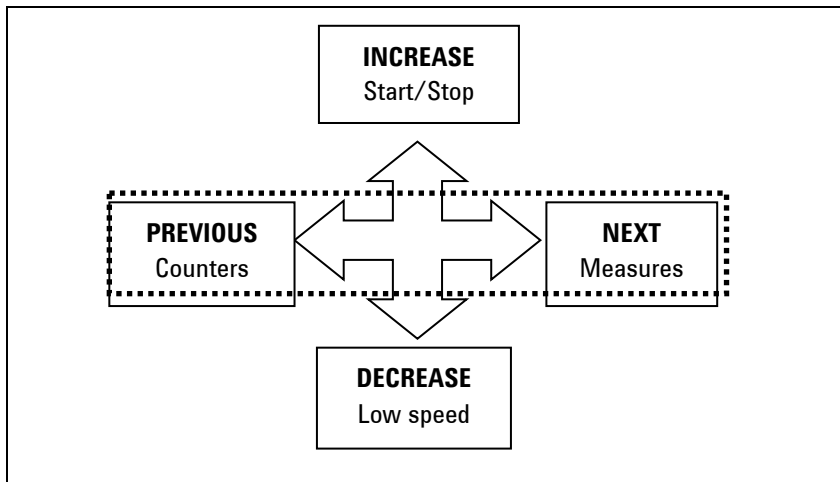 INCREASE
Start/Stop
PREVIOUS
Counters
NEXT
Measures
DECREASE
Low speed